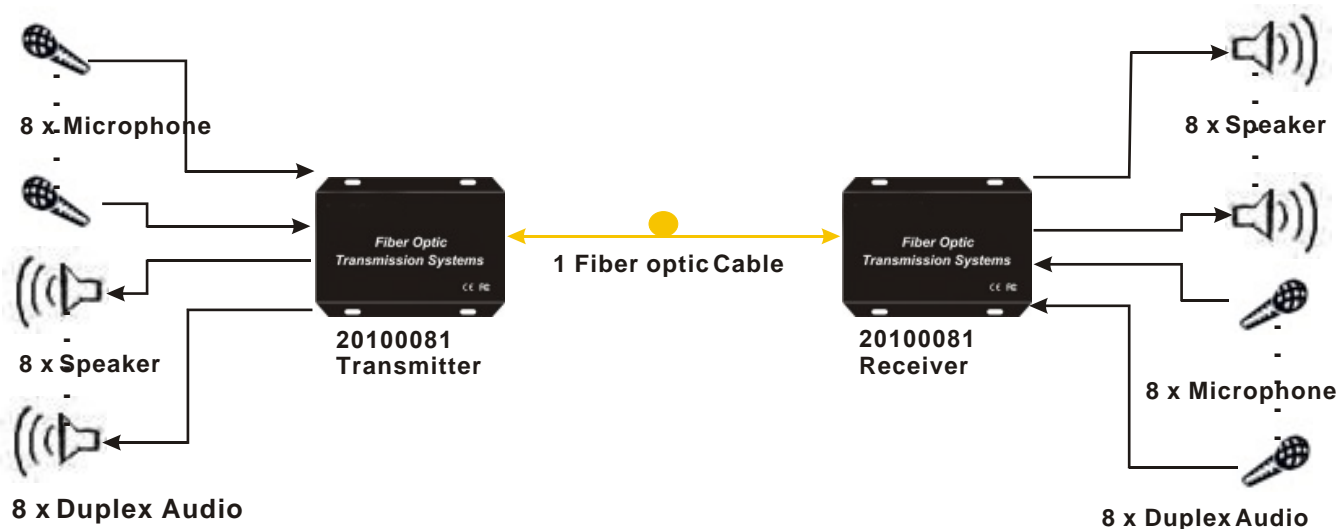 8 x Microphone
8 x Speaker
Fiber Optic
Transmission Systems
CE FC
1 Fiber optic Cable
Fiber Optic
Transmission Systems
CE FC
20100081
Transmitter
20100081
Receiver
8 x Speaker
8 x Microphone
8 x Duplex Audio
8 x Duplex Audio